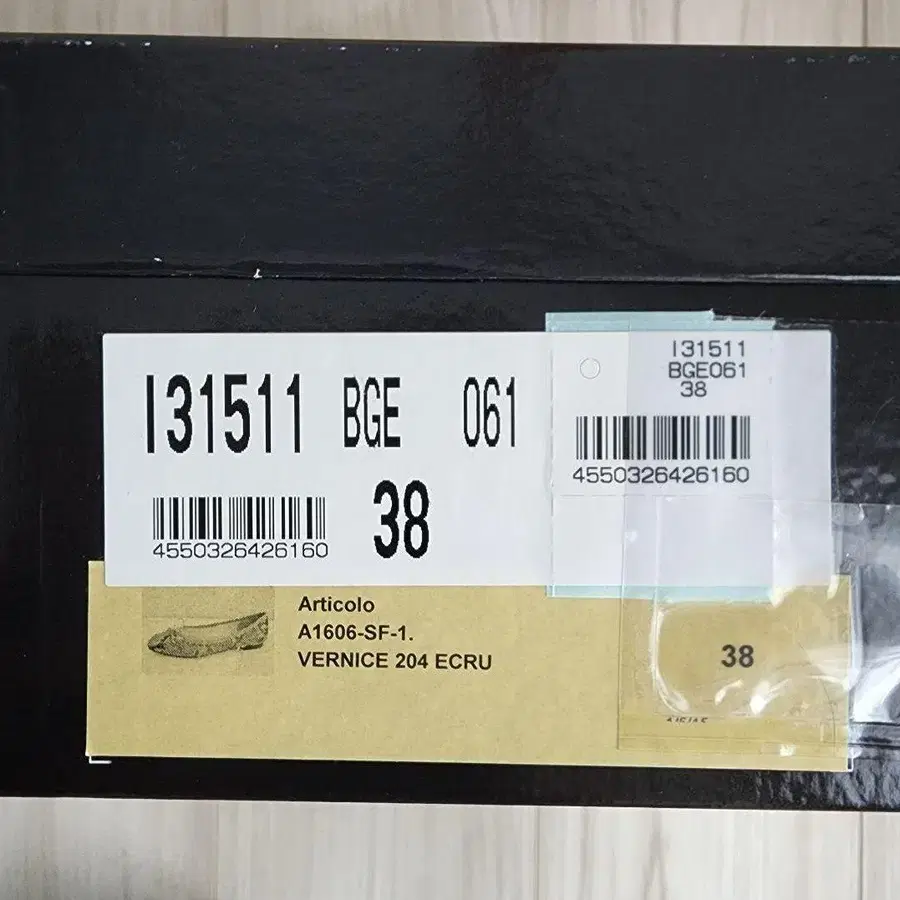 I31511 BGE 061
38
4550326426160
I31511
BGE061
38
4550326426160
Articolo
A1606-SF-1.
VERNICE 204 ECRU
38